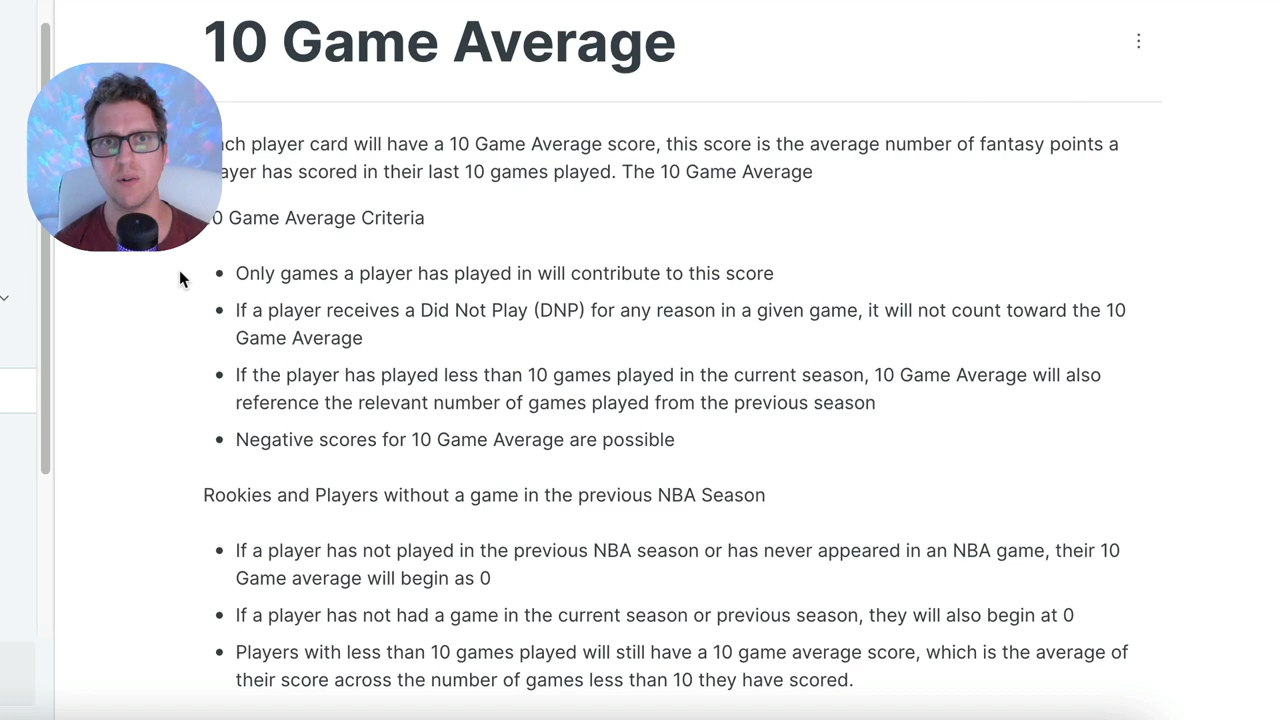 10 Game Average
ch player card will have a 10 Game Average score, this score is the average number of fantasy points a
ayer has scored in their last 10 games played. The 10 Game Average
0 Game Average Criteria
• Only games a player has played in will contribute to this score
• If a player receives a Did Not Play (DNP) for any reason in a given game, it will not count toward the 10
Game Average
• If the player has played less than 10 games played in the current season, 10 Game Average will also
reference the relevant number of games played from the previous season
• Negative scores for 10 Game Average are possible
Rookies and Players without a game in the previous NBA Season
• If a player has not played in the previous NBA season or has never appeared in an NBA game, their 10
Game average will begin as 0
• If a player has not had a game in the current season or previous season, they will also begin at 0
• Players with less than 10 games played will still have a 10 game average score, which is the average of
their score across the number of games less than 10 they have scored.